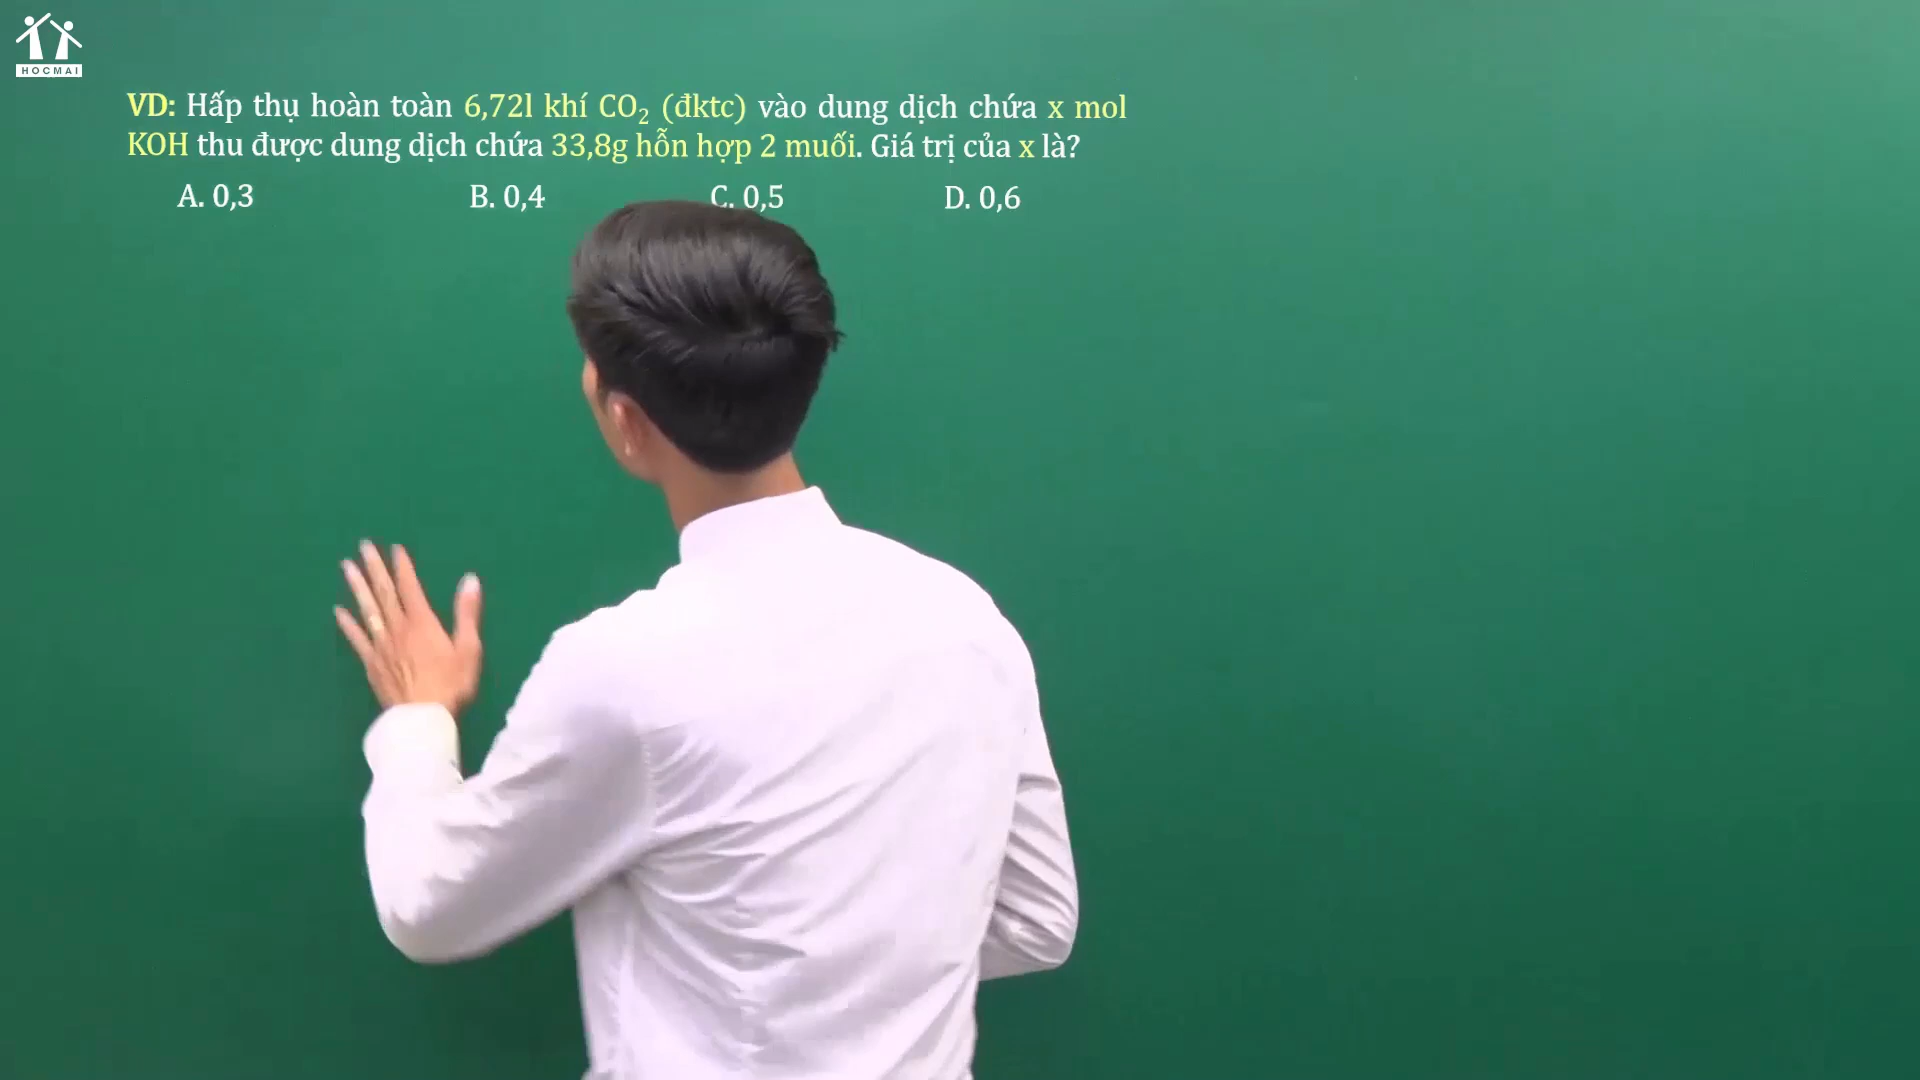 HOCMAI
VD: Hấp thụ hoàn toàn 6,72l khí CO₂ (đktc) vào dung dịch chứa x mol
KOH thu được dung dịch chứa 33,8g hỗn hợp 2 muối. Giá trị của x là?
A. 0,3 B. 0,4 C. 0,5 D. 0,6